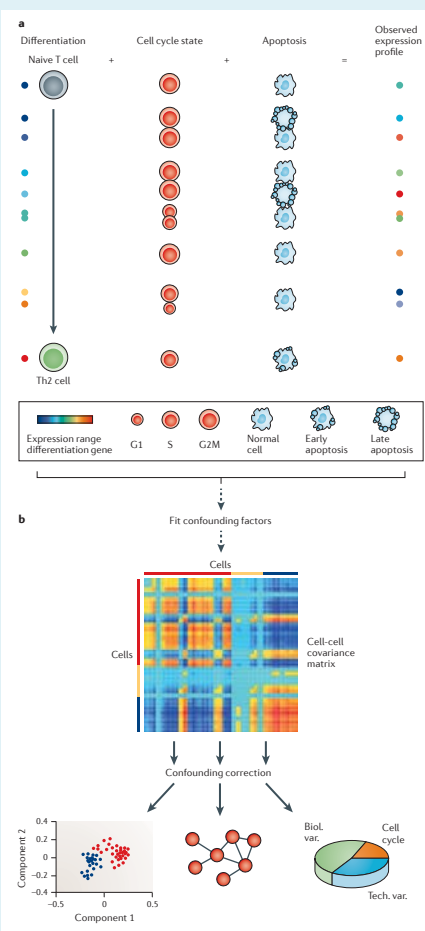 a
Differentiation
Cell cycle state
Apoptosis
Observed
expression
profile
Naive T cell
+
+
=
Th2 cell
Expression range
differentiation gene
G1
S
G2M
Normal
cell
Early
apoptosis
Late
apoptosis
b
Fit confounding factors
Cells
Cells
Cell-cell
covariance
matrix
Confounding correction
Component 2
0.4
0.2
0
−0.2
−0.4
−0.5
0
0.5
Component 1
Biol.
var.
Cell
cycle
Tech. var.